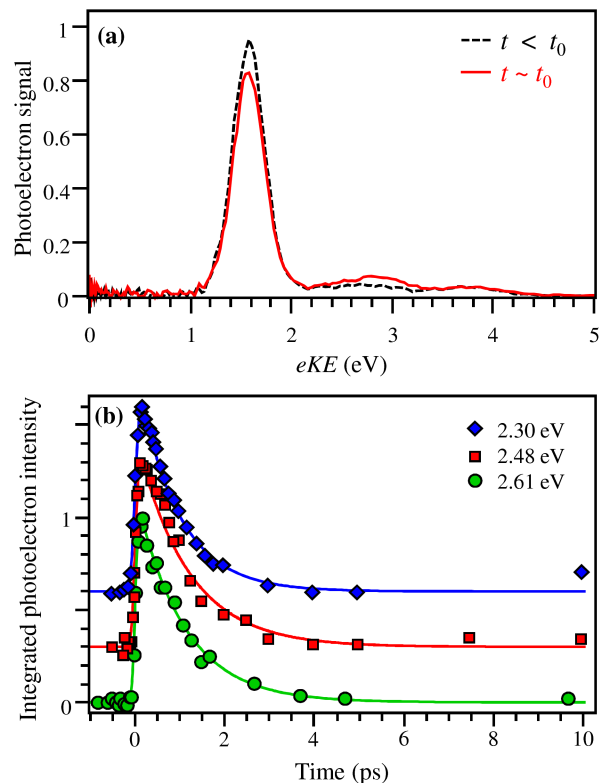 (a)
t < t₀
t ~ t₀
Photoelectron signal
1
0.8
0.6
0.4
0.2
0
0 1 2 3 4 5
eKE (eV)
(b)
2.30 eV
2.48 eV
2.61 eV
Integrated photoelectron intensity
1
1
0
0 2 4 6 8 10
Time (ps)